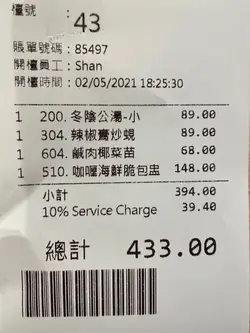 檯號 :
43
賬單號碼 : 85497
開檯員工 : Shan
開檯時間 : 02/05/2021 18:25:30
1 200. 冬陰公湯-小 89.00
1 304. 辣椒膏炒蜆 89.00
1 604. 鹹肉椰菜苗 68.00
1 510. 咖喱海鮮脆包盅 148.00
小計 394.00
10% Service Charge 39.40
總計 433.00